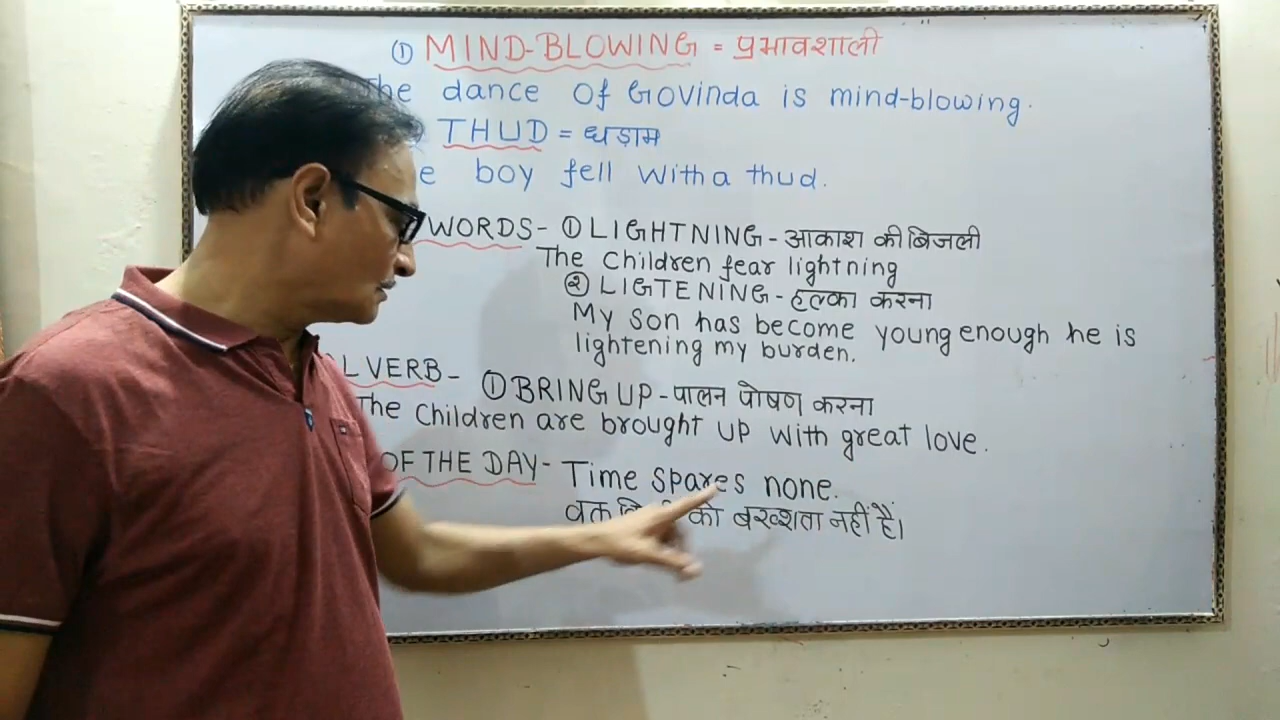 ① MIND-BLOWING = प्रभावशाली
The dance of Govinda is mind-blowing.
THUD = धड़ाम
boy fell with a thud.
WORDS- ① LIGHTNING - आकाश की बिजली
The Children fear lightning
② LIGTENING - हल्का करना
My son has become young enough he is
lightening my burden.
VERB - ① BRING UP - पालन पोषण करना
The Children are brought up with great love.
OF THE DAY - Time spares none.
वक्त को बख्शता नहीं है।